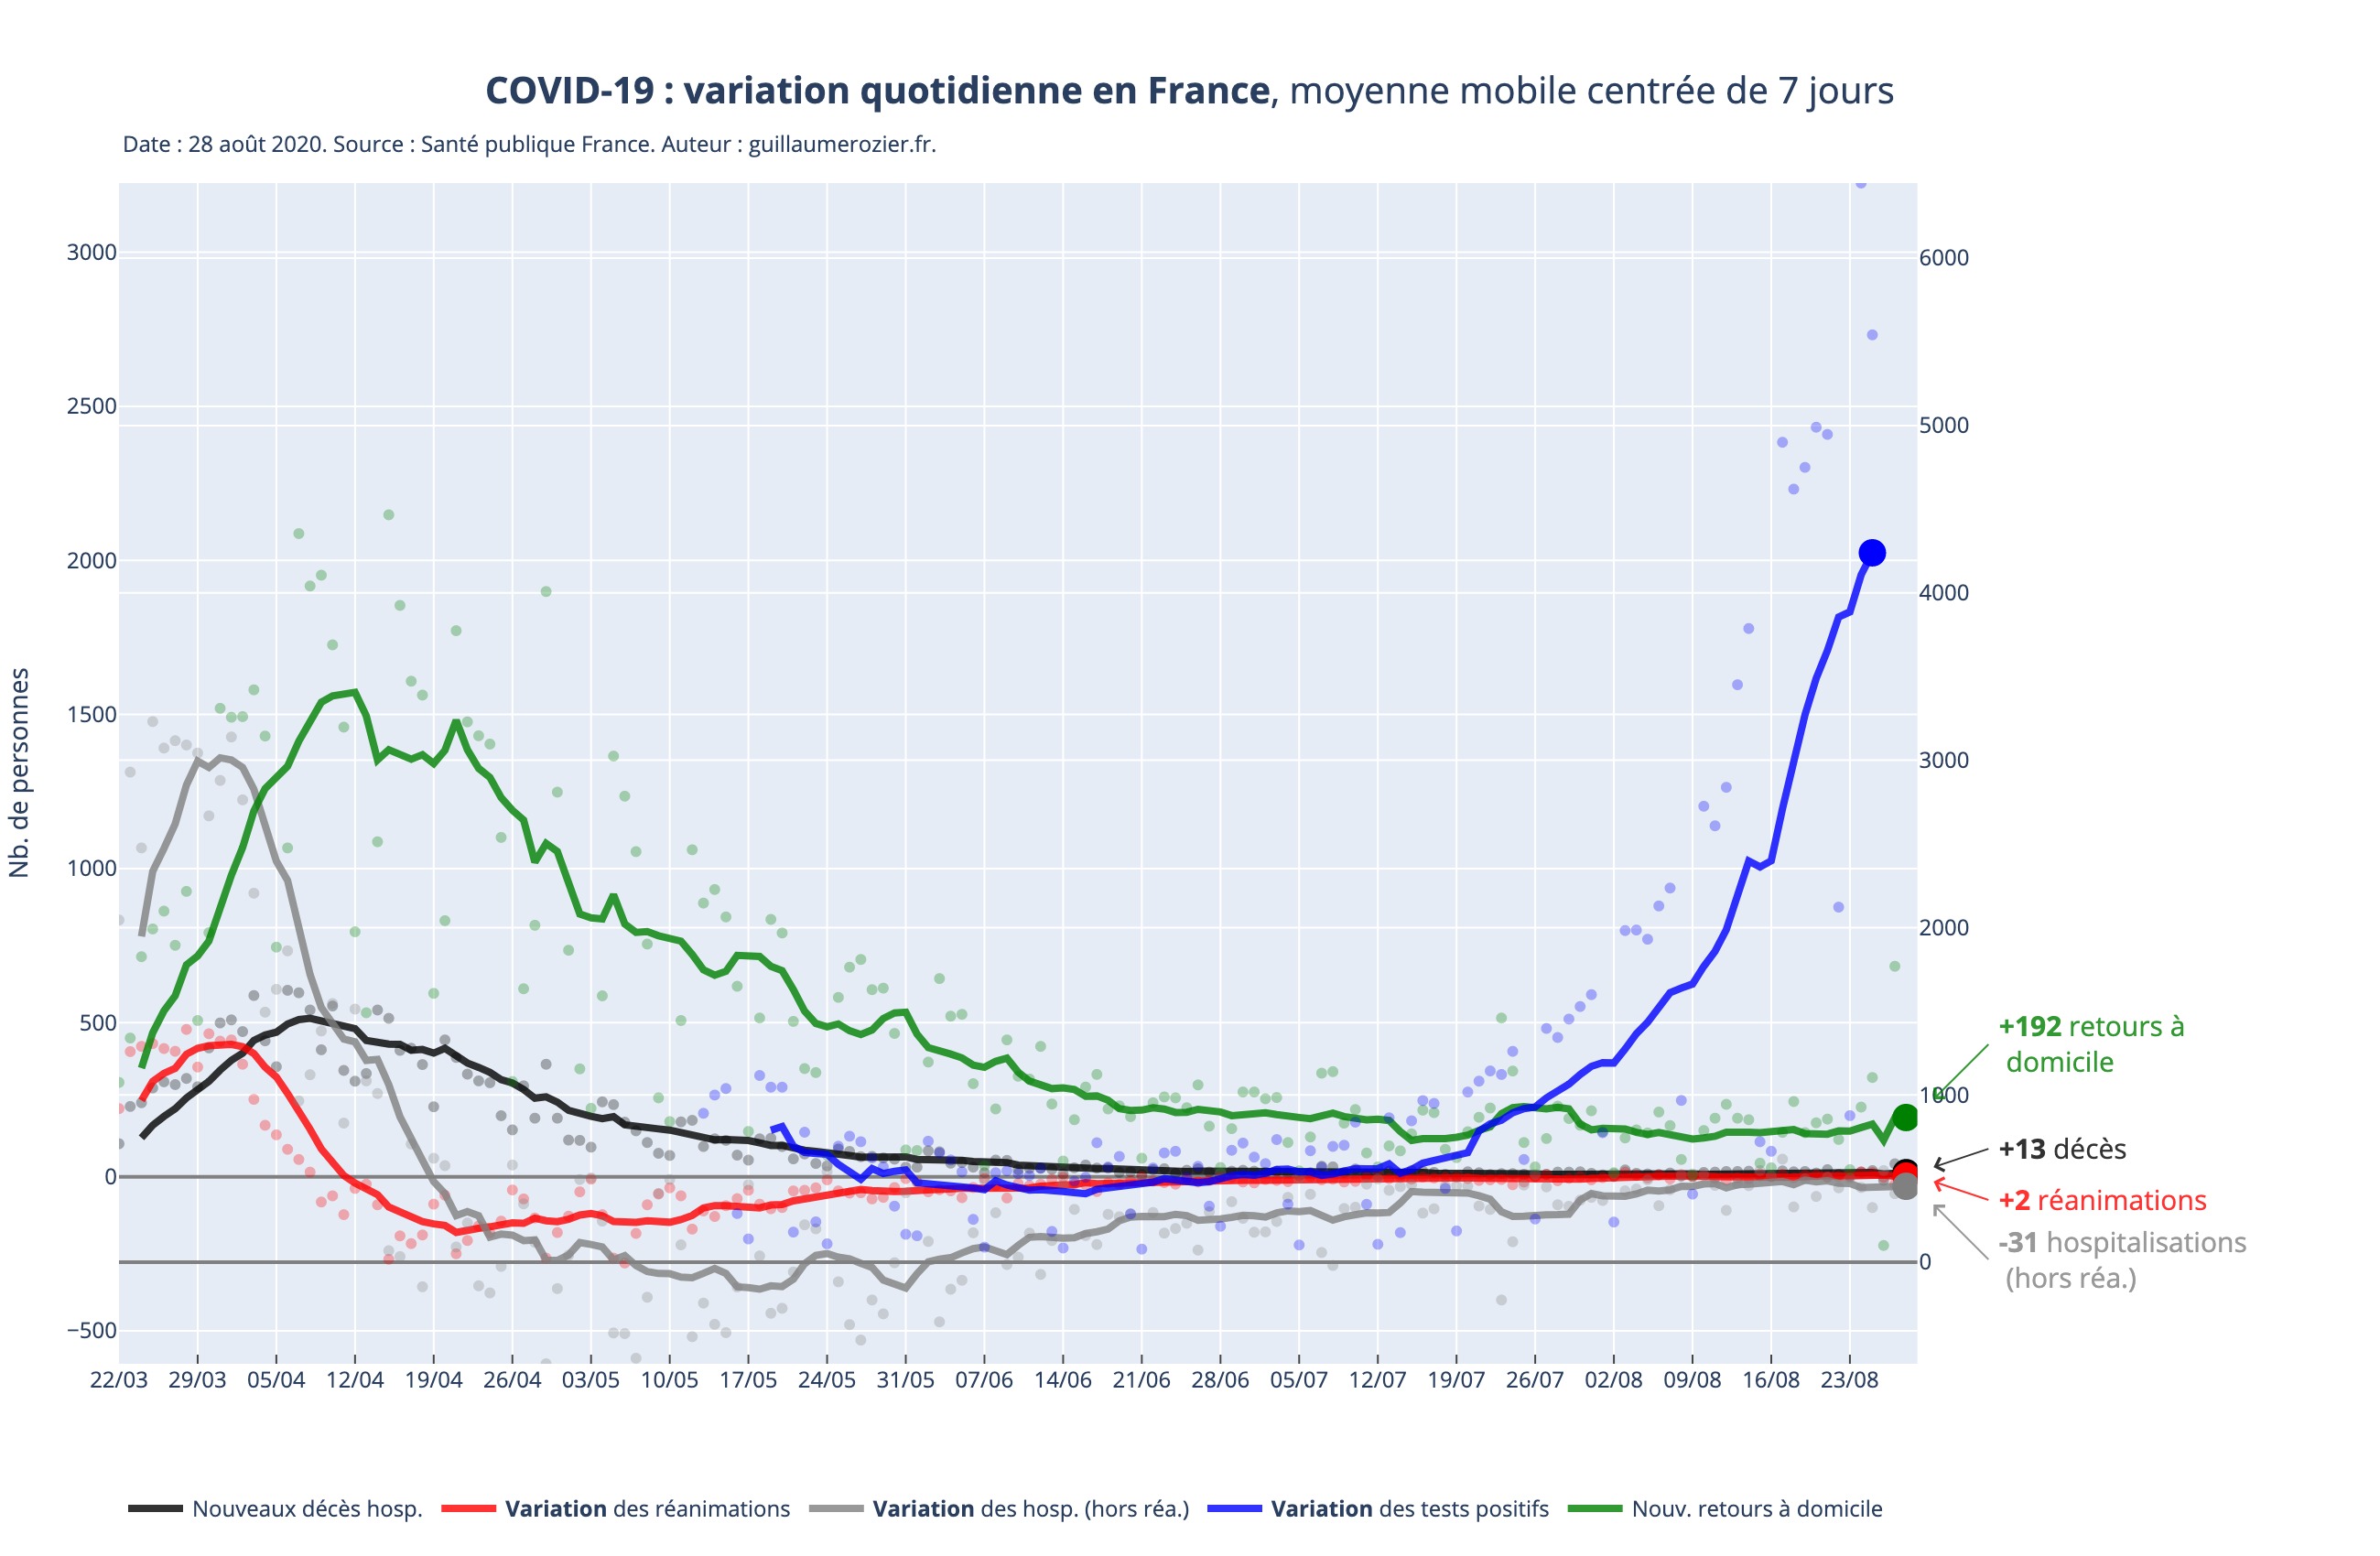 COVID-19 : variation quotidienne en France, moyenne mobile centrée de 7 jours
Date : 28 août 2020. Source : Santé publique France. Auteur : guillaumerozier.fr.
Nb. de personnes
3000
2500
2000
1500
1000
500
0
−500
6000
5000
4000
3000
2000
1000
0
+192 retours à
domicile
+13 décès
+2 réanimations
-31 hospitalisations
(hors réa.)
22/03 29/03 05/04 12/04 19/04 26/04 03/05 10/05 17/05 24/05 31/05 07/06 14/06 21/06 28/06 05/07 12/07 19/07 26/07 02/08 09/08 16/08 23/08
Nouveaux décès hosp. Variation des réanimations Variation des hosp. (hors réa.) Variation des tests positifs Nouv. retours à domicile